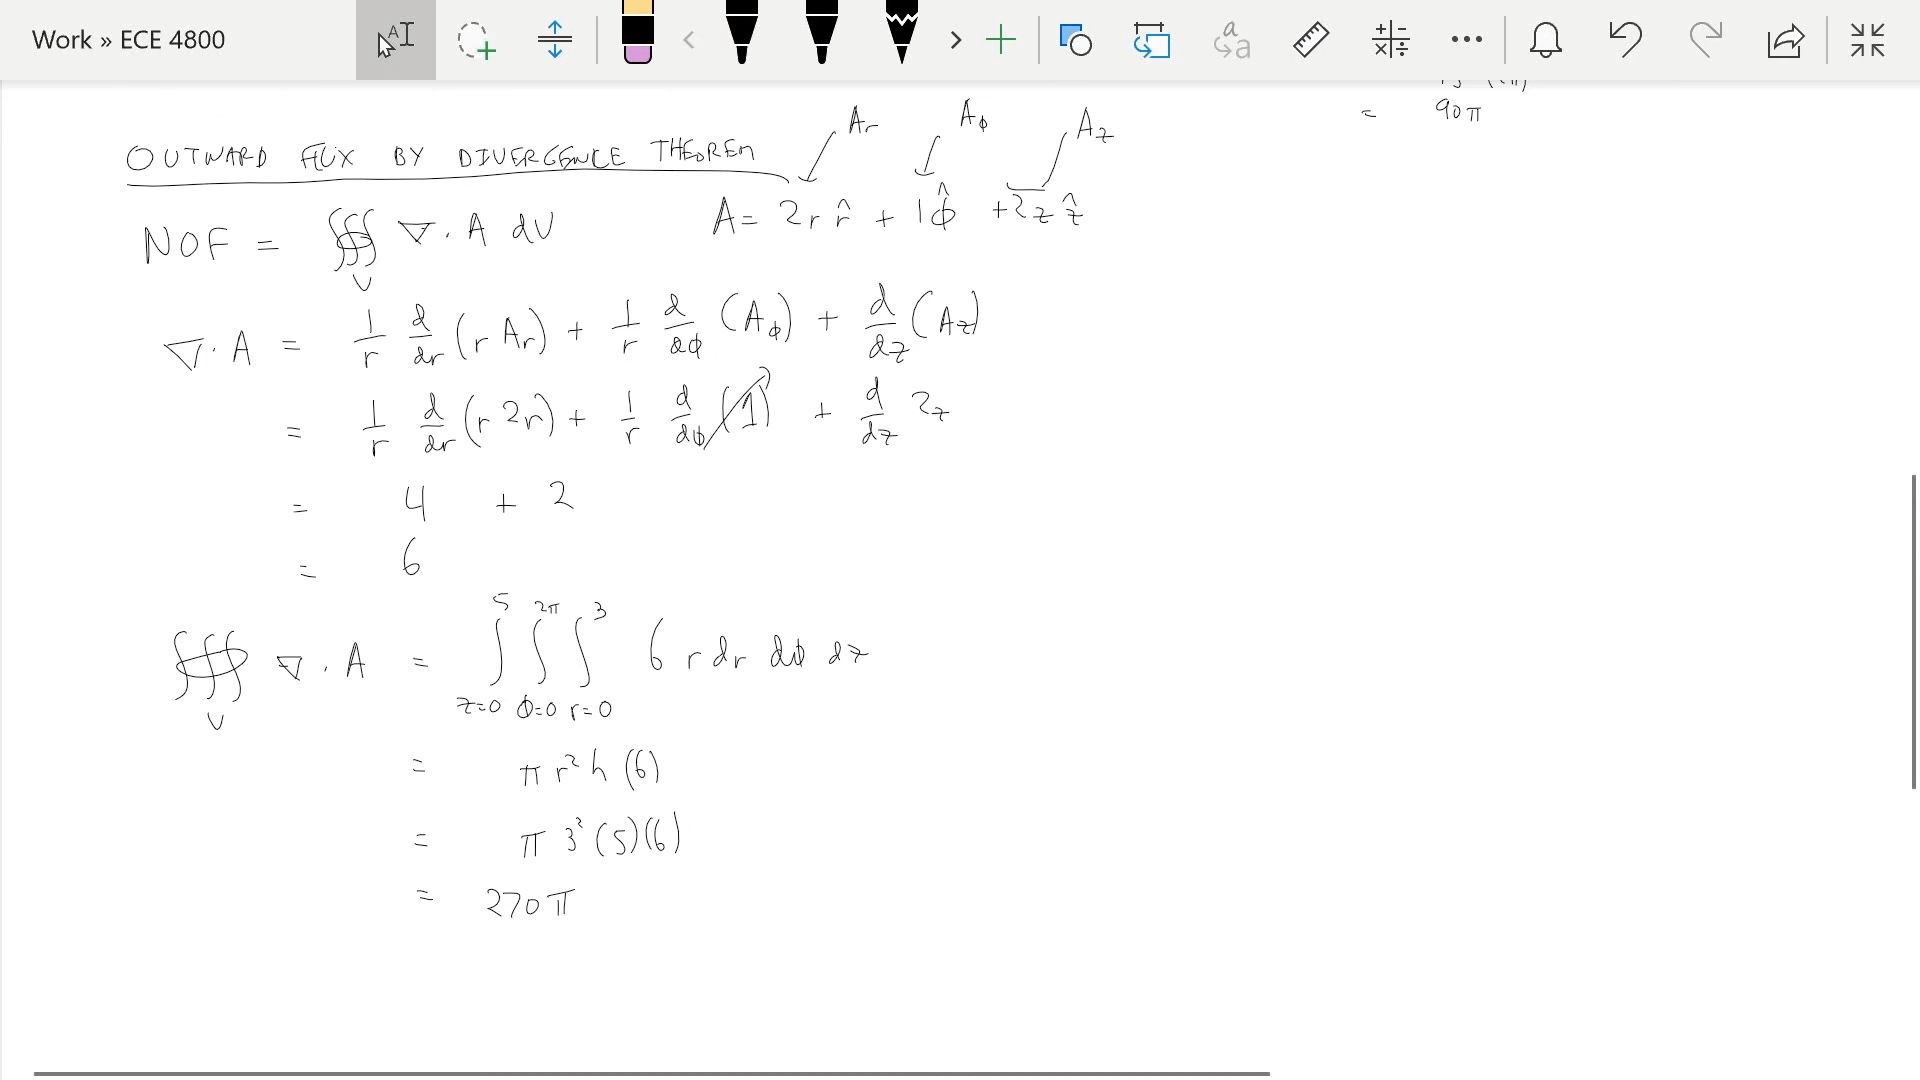 Work » ECE 4800
= 90π
OUTWARD FLUX BY DIVERGENCE THEOREM
Ar Aϕ Az
NOF = ∰ ∇ · A dV
V
A = 2r r̂ + 1ϕ̂ + 2z ẑ
∇ · A = 1/r d/dr (r Ar) + 1/r d/dϕ (Aϕ) + d/dz (Az)
= 1/r d/dr (r 2r) + 1/r d/dϕ (1) + d/dz 2z
= 4 + 2
= 6
5 2π 3
∰ ∇ · A = ∫ ∫ ∫ 6 r dr dϕ dz
V z=0 ϕ=0 r=0
= π r² h (6)
= π 3² (5)(6)
= 270π